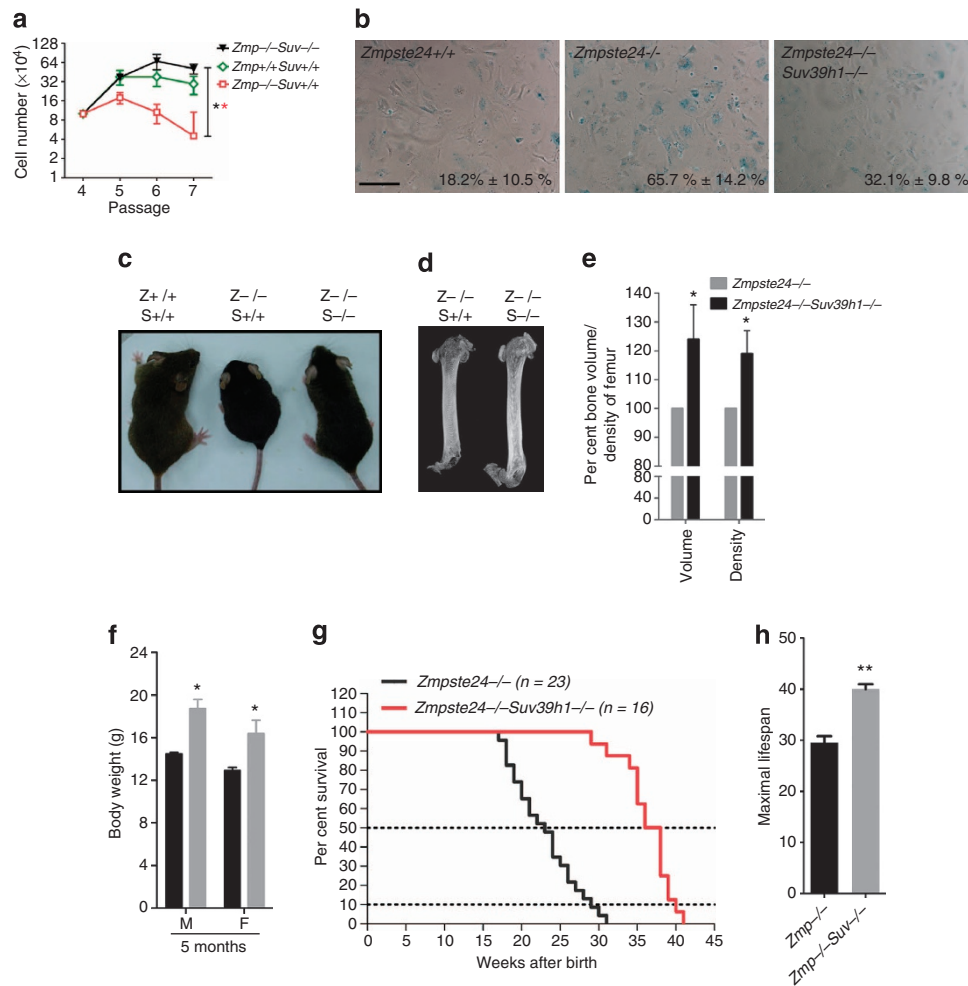 a
128
64
32
16
8
4
2
1
Cell number (×10⁴)
4 5 6 7
Passage
Zmp–/–Suv–/–
Zmp+/+Suv+/+
Zmp–/–Suv+/+
**
b
Zmpste24+/+
18.2% ± 10.5 %
Zmpste24-/-
65.7 % ± 14.2 %
Zmpste24–/–
Suv39h1–/–
32.1% ± 9.8 %
c
Z+ /+
S+/+
Z– /–
S+/+
Z– /–
S–/–
d
Z– /–
S+/+
Z– /–
S–/–
e
Zmpste24–/–
Zmpste24–/–Suv39h1–/–
Per cent bone volume/
density of femur
140
130
120
110
100
90
80
80
40
0
*
*
Volume
Density
f
Body weight (g)
24
20
16
12
8
4
0
*
*
M F
5 months
g
Zmpste24–/– (n = 23)
Zmpste24–/–Suv39h1–/– (n = 16)
Per cent survival
120
110
100
90
80
70
60
50
40
30
20
10
0
0 5 10 15 20 25 30 35 40 45
Weeks after birth
h
Maximal lifespan
50
40
30
20
10
0
**
Zmp–/–
Zmp–/–Suv–/–